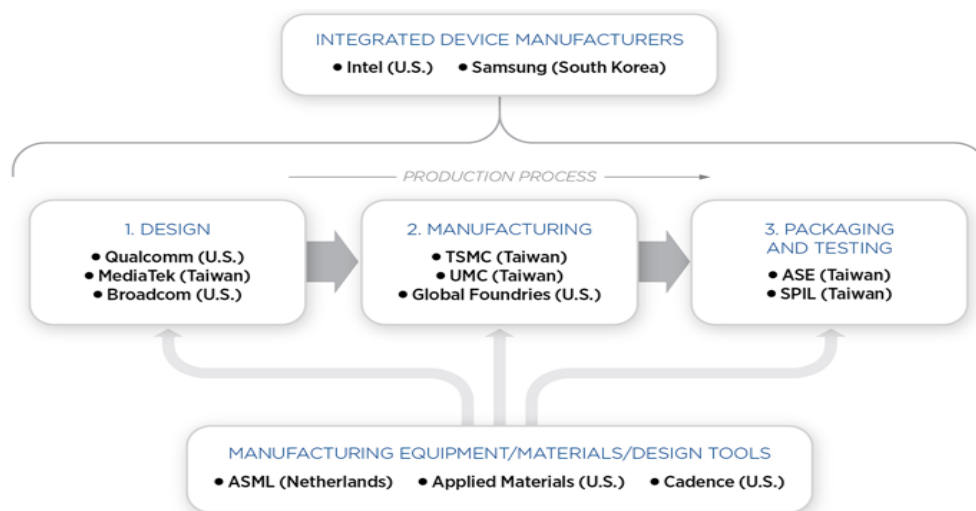 INTEGRATED DEVICE MANUFACTURERS
● Intel (U.S.) ● Samsung (South Korea)
PRODUCTION PROCESS
1. DESIGN
● Qualcomm (U.S.)
● MediaTek (Taiwan)
● Broadcom (U.S.)
2. MANUFACTURING
● TSMC (Taiwan)
● UMC (Taiwan)
● Global Foundries (U.S.)
3. PACKAGING
AND TESTING
● ASE (Taiwan)
● SPIL (Taiwan)
MANUFACTURING EQUIPMENT/MATERIALS/DESIGN TOOLS
● ASML (Netherlands) ● Applied Materials (U.S.) ● Cadence (U.S.)